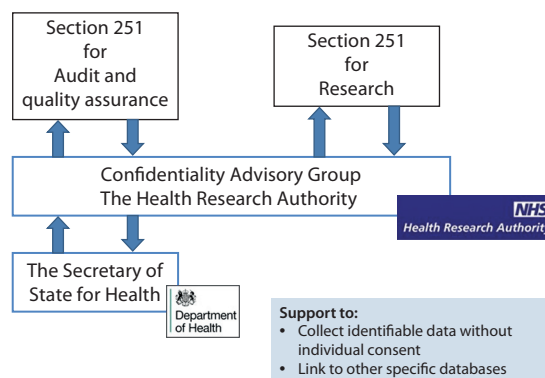 Section 251
for
Audit and
quality assurance
Section 251
for
Research
Confidentiality Advisory Group
The Health Research Authority
NHS
Health Research Authority
The Secretary of
State for Health
Department
of Health
Support to:
• Collect identifiable data without
individual consent
• Link to other specific databases